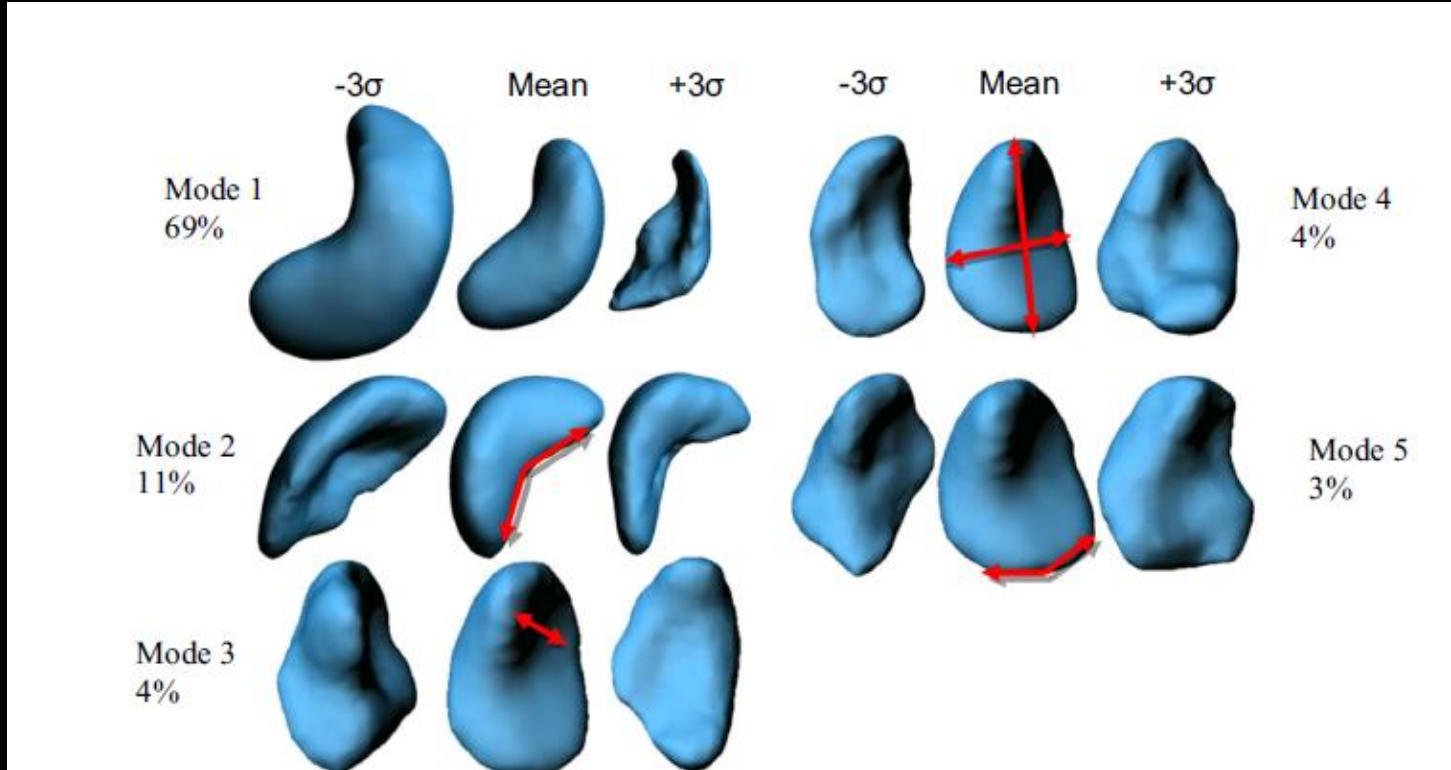 -3σ Mean +3σ
-3σ Mean +3σ
Mode 1
69%
Mode 4
4%
Mode 2
11%
Mode 5
3%
Mode 3
4%